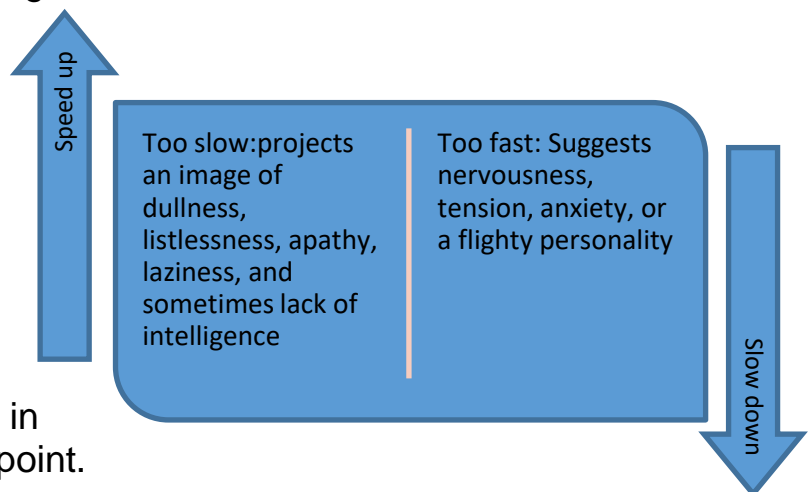 g
Speed up
Too slow:projects
an image of
dullness,
listlessness, apathy,
laziness, and
sometimes lack of
intelligence
Too fast: Suggests
nervousness,
tension, anxiety, or
a flighty personality
Slow down
in
point.